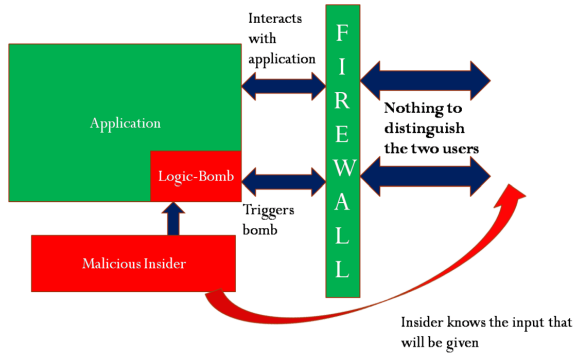 Interacts
with
application
FIREWALL
Application
Nothing to
distinguish
the two users
Logic-Bomb
Triggers
bomb
Malicious Insider
Insider knows the input that
will be given